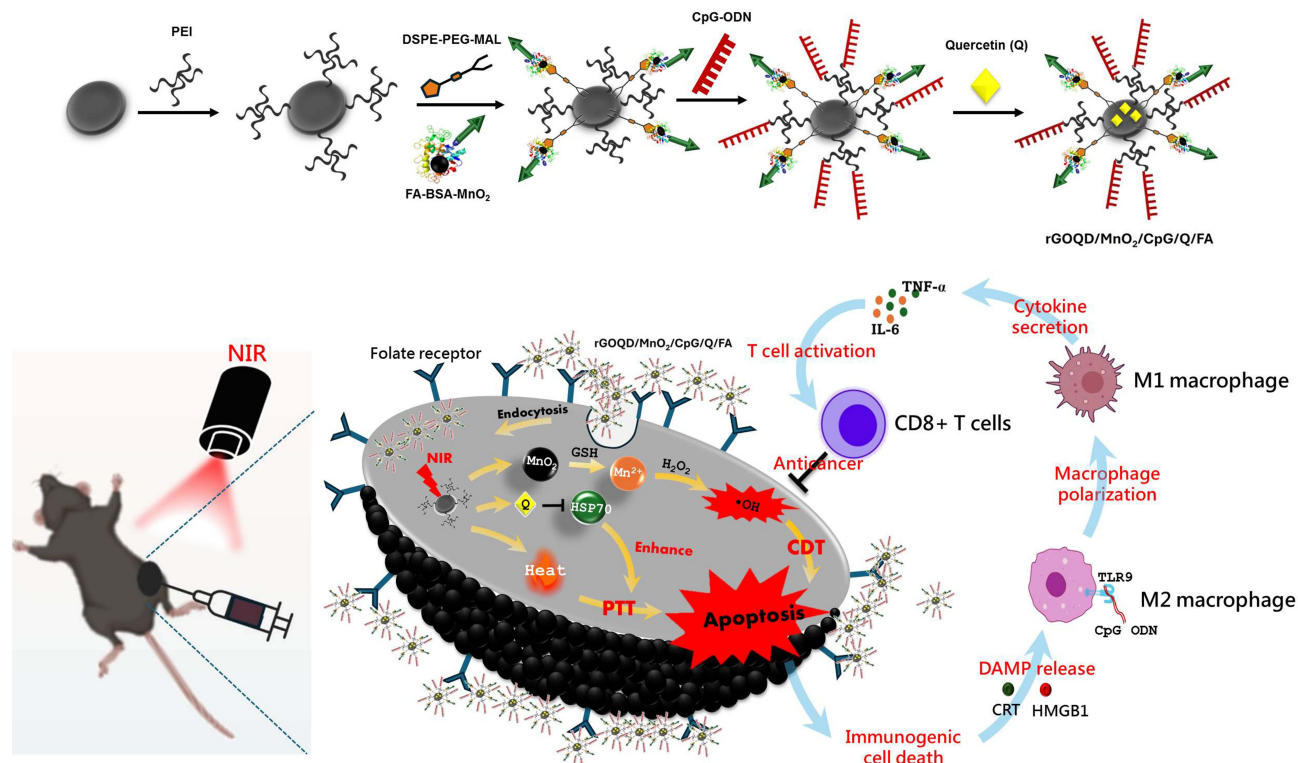 PEI
DSPE-PEG-MAL
FA-BSA-MnO₂
CpG-ODN
Quercetin (Q)
rGOQD/MnO₂/CpG/Q/FA
NIR
Folate receptor
rGOQD/MnO₂/CpG/Q/FA
Endocytosis
NIR
MnO₂
GSH
Mn²⁺
H₂O₂
•OH
Q
HSP70
Enhance
CDT
Heat
PTT
Apoptosis
TNF-α
IL-6
T cell activation
CD8+ T cells
Anticancer
Cytokine
secretion
M1 macrophage
Macrophage
polarization
TLR9
M2 macrophage
CpG ODN
DAMP release
CRT HMGB1
Immunogenic
cell death